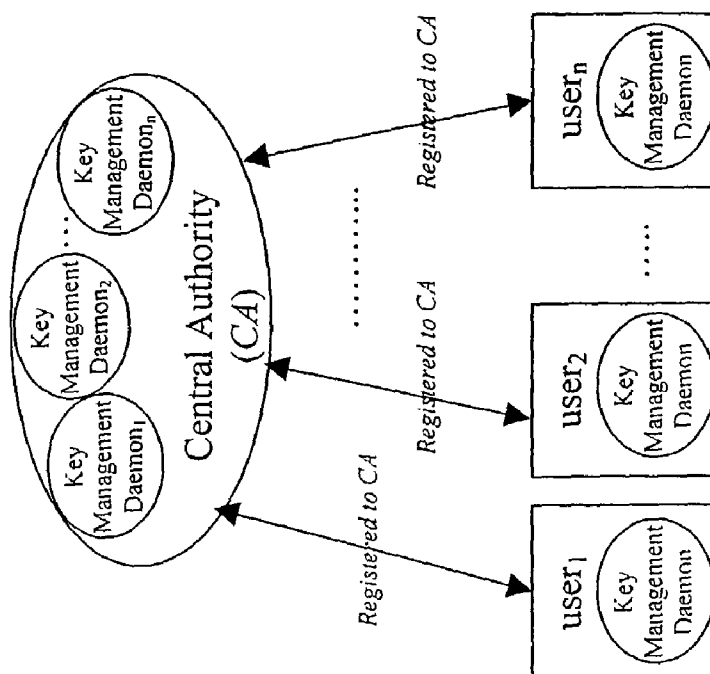 Key
Management
Daemon1
Key
Management
Daemon2
....
Key
Management
Daemonn
Central Authority
(CA)
Registered to CA
Registered to CA
...........
Registered to CA
user1
Key
Management
Daemon
user2
Key
Management
Daemon
.....
usern
Key
Management
Daemon